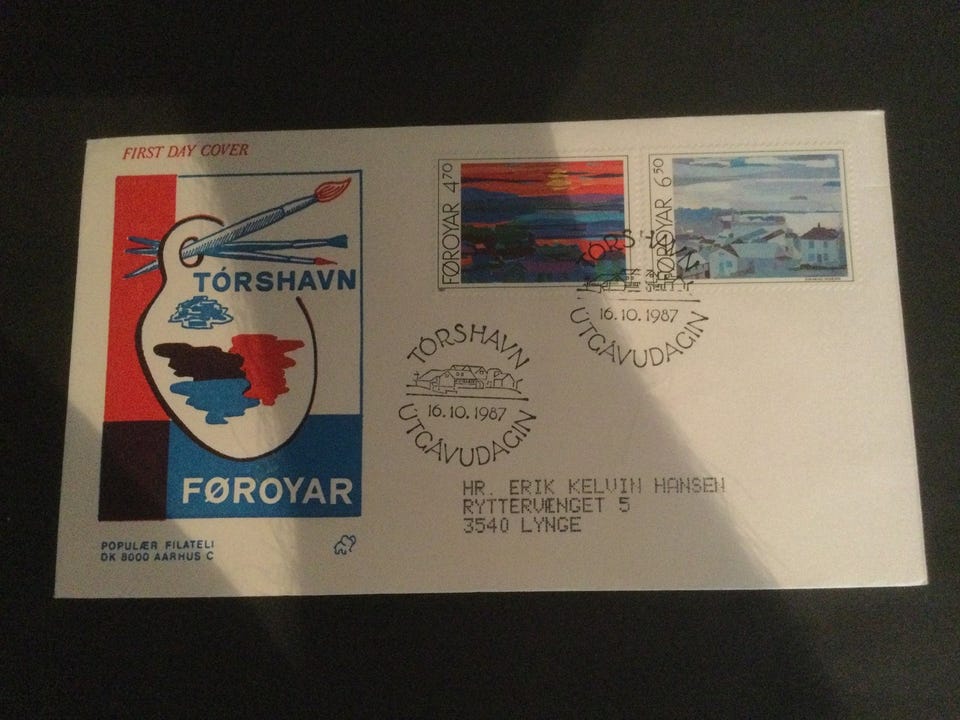 FIRST DAY COVER
TÓRSHAVN
FØROYAR
POPULÆR FILATELI
DK 8000 AARHUS C
FØROYAR 4,70
FØROYAR 6,50
TÓRSHAVN
16.10.1987
ÚTGÁVUDAGIN
TÓRSHAVN
16.10.1987
ÚTGÁVUDAGIN
HR. ERIK KELVIN HANSEN
RYTTERVÆNGET 5
3540 LYNGE